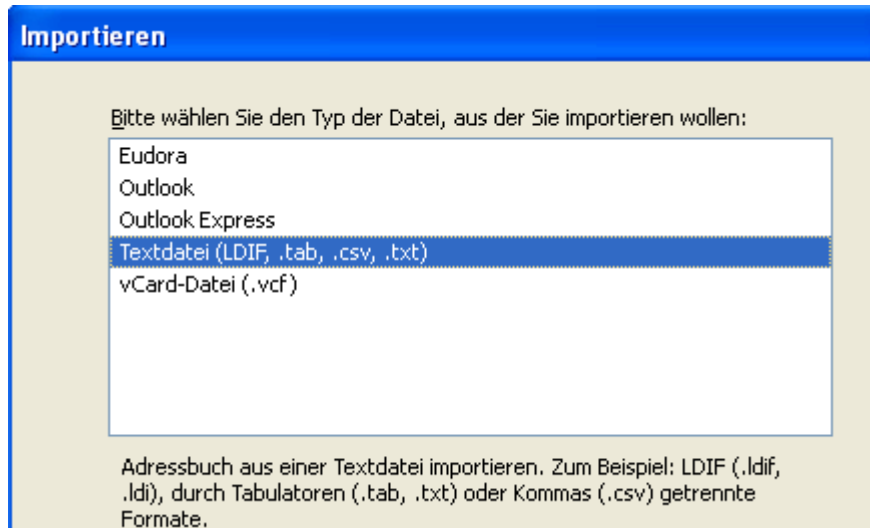 Importieren
Bitte wählen Sie den Typ der Datei, aus der Sie importieren wollen:
Eudora
Outlook
Outlook Express
Textdatei (LDIF, .tab, .csv, .txt)
vCard-Datei (.vcf)
Adressbuch aus einer Textdatei importieren. Zum Beispiel: LDIF (.ldif,
.ldi), durch Tabulatoren (.tab, .txt) oder Kommas (.csv) getrennte
Formate.